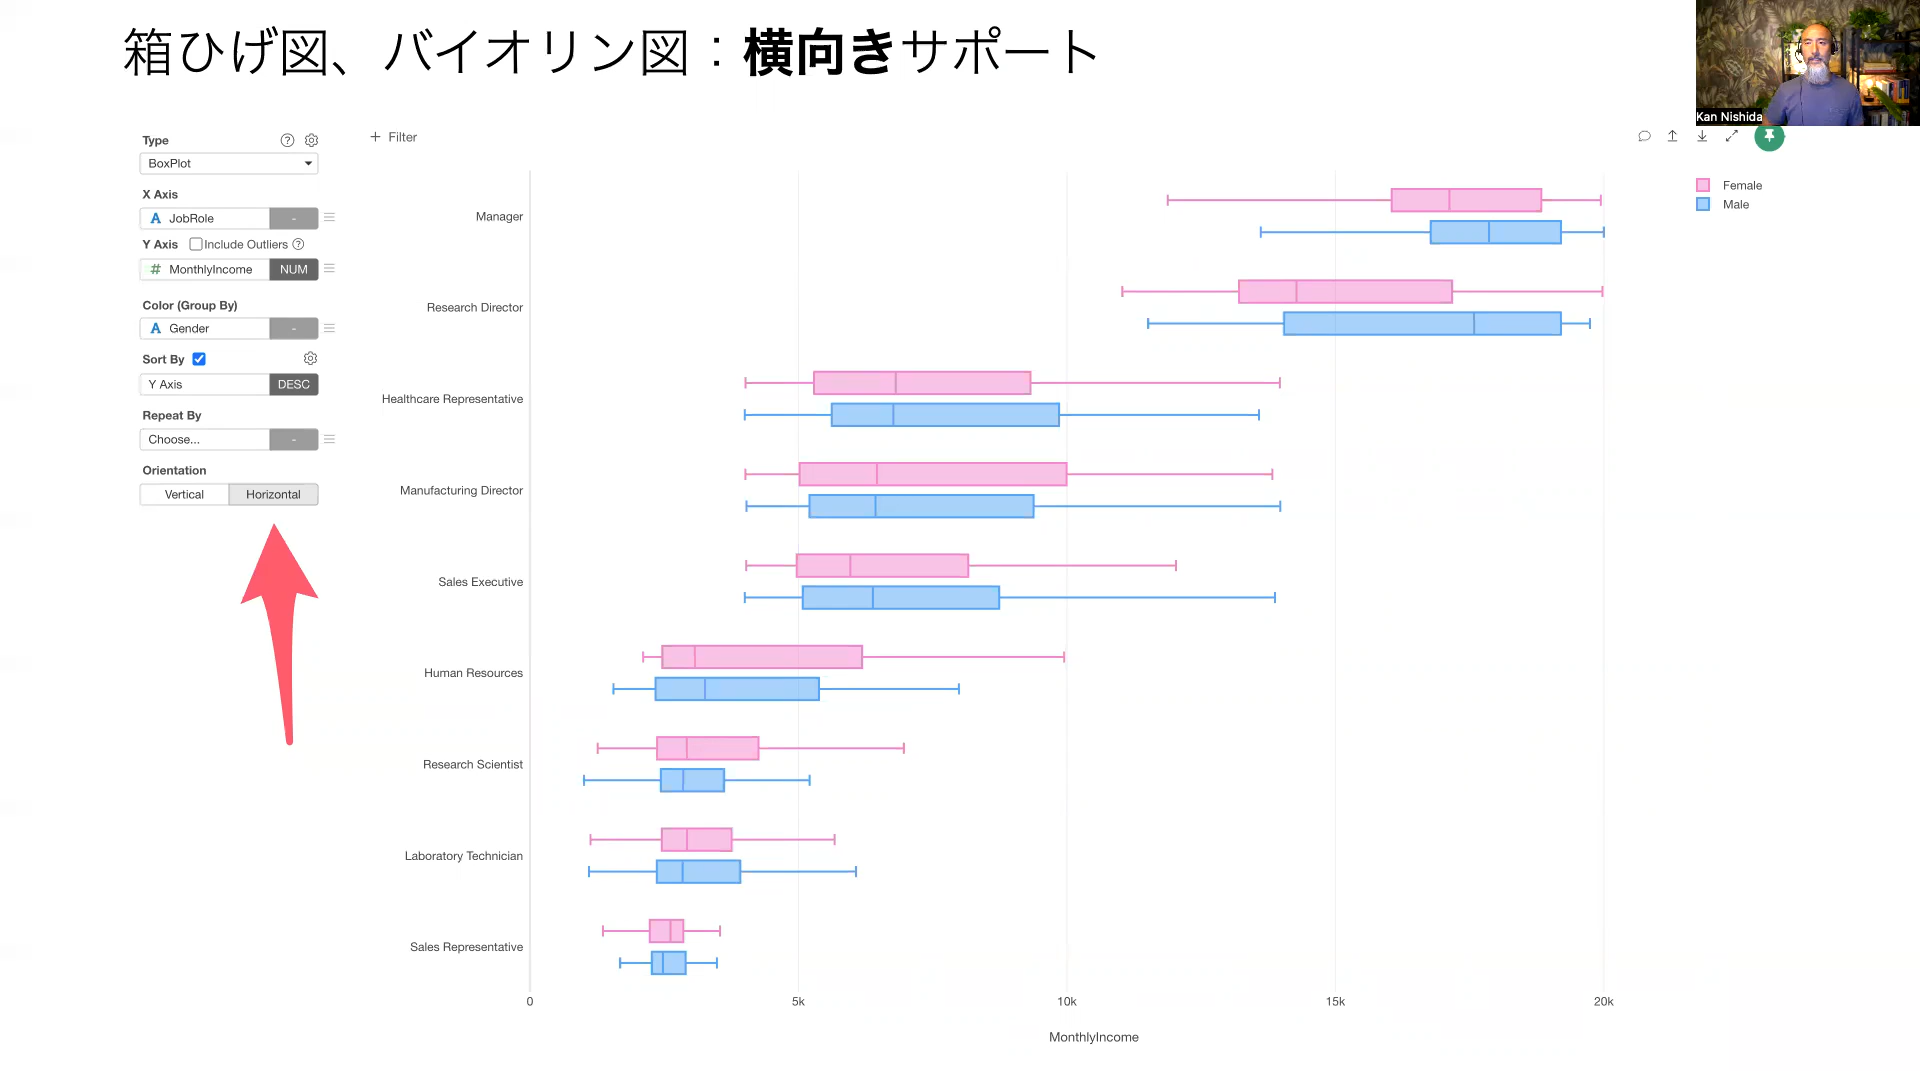 箱ひげ図、バイオリン図：横向きサポート
Kan Nishida
Type
BoxPlot
X Axis
A JobRole -
Y Axis Include Outliers
# MonthlyIncome NUM
Color (Group By)
A Gender -
Sort By
Y Axis DESC
Repeat By
Choose... -
Orientation
Vertical Horizontal
+ Filter
Female
Male
Manager
Research Director
Healthcare Representative
Manufacturing Director
Sales Executive
Human Resources
Research Scientist
Laboratory Technician
Sales Representative
0 5k 10k 15k 20k
MonthlyIncome